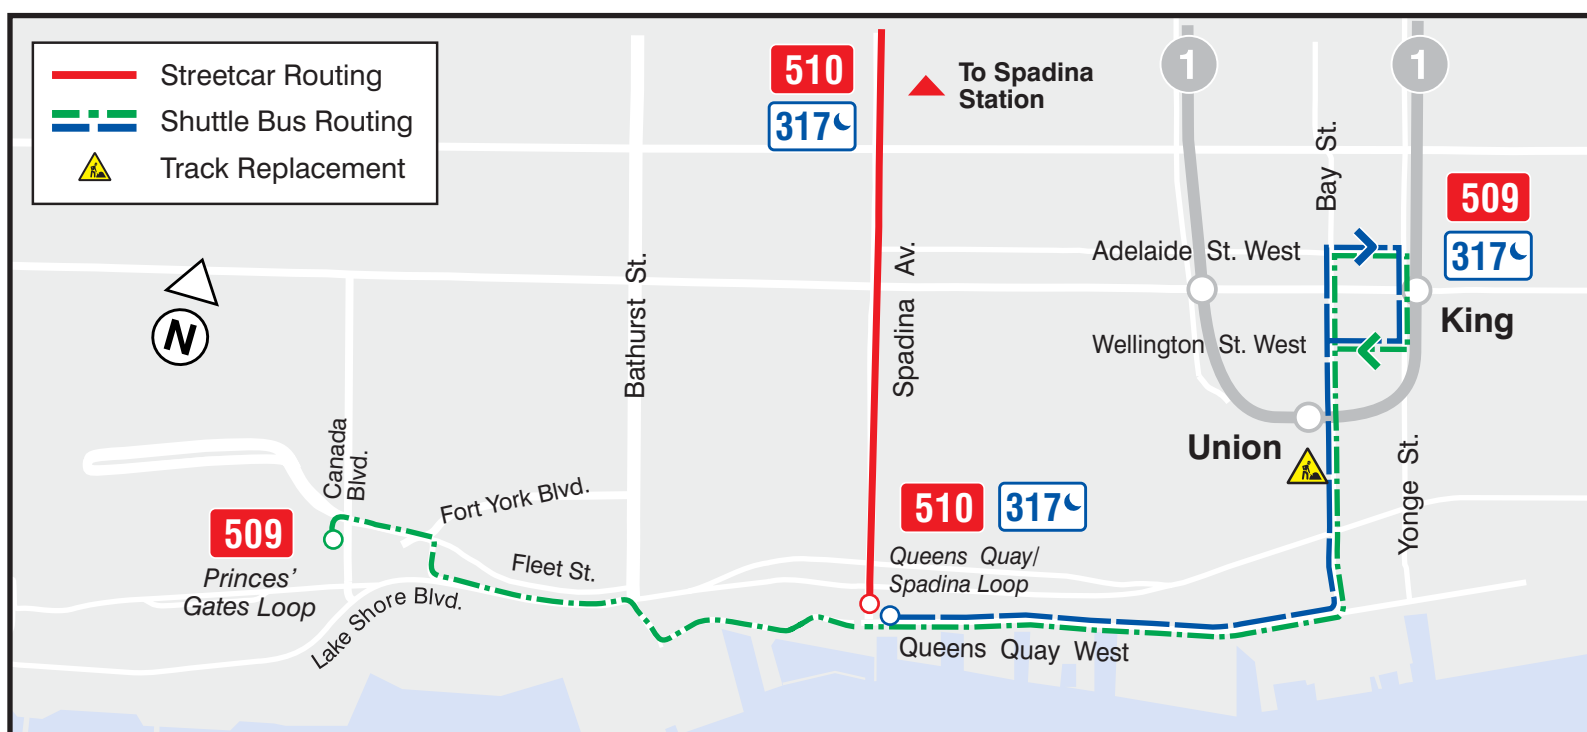 Streetcar Routing
Shuttle Bus Routing
Track Replacement
510
317
To Spadina
Station
1
1
Bay St.
509
317
Adelaide St. West
King
Wellington St. West
Spadina Av.
Bathurst St.
N
Union
Yonge St.
Canada
Blvd.
Fort York Blvd.
510
317
509
Princes’
Gates Loop
Fleet St.
Queens Quay/
Spadina Loop
Lake Shore Blvd.
Queens Quay West